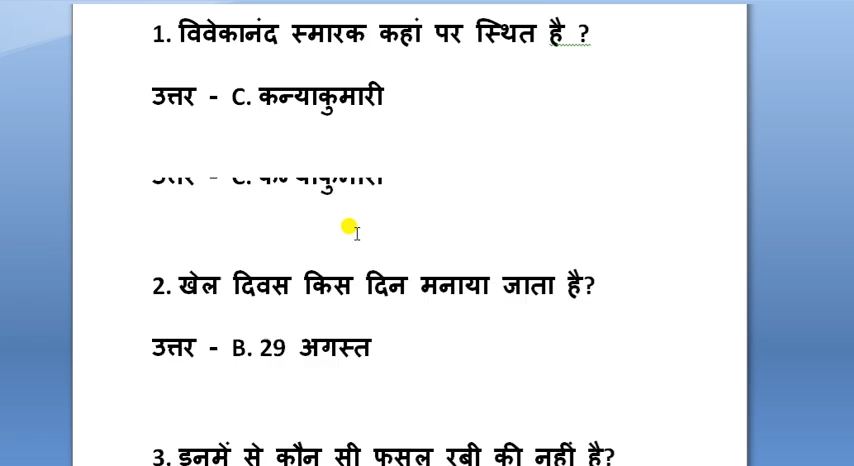 1. विवेकानंद स्मारक कहां पर स्थित है ?
उत्तर - C. कन्याकुमारी
2. खेल दिवस किस दिन मनाया जाता है?
उत्तर - B. 29 अगस्त
3. इनमें से कौन सी फसल रबी की नहीं है?